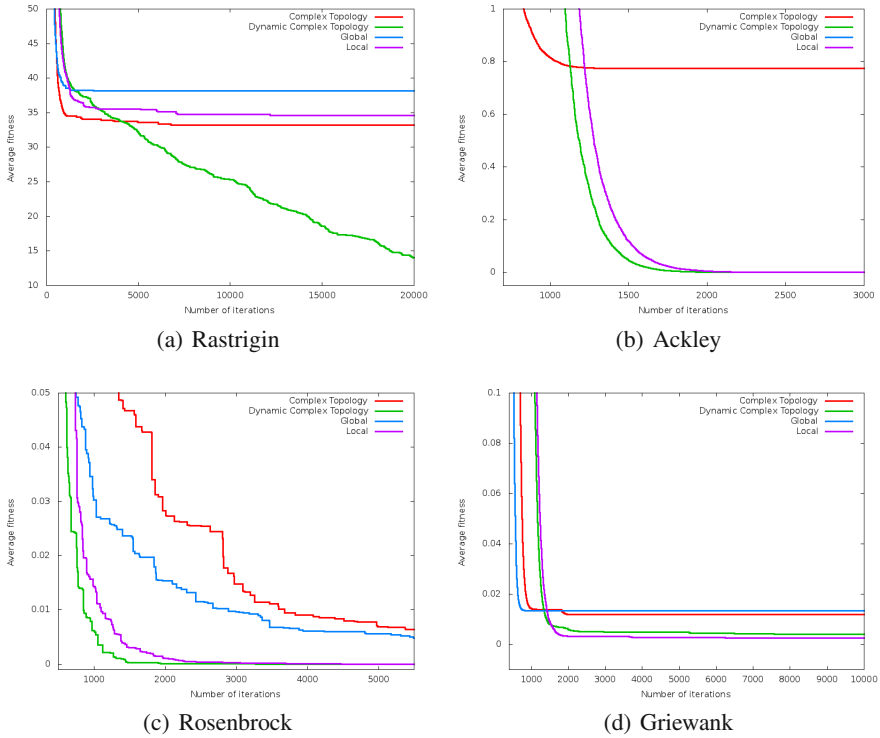 50
45
40
35
30
25
20
15
10
Average fitness
Complex Topology
Dynamic Complex Topology
Global
Local
0
5000
10000
15000
20000
Number of iterations
(a) Rastrigin
1
0.8
0.6
0.4
0.2
0
Average fitness
Complex Topology
Dynamic Complex Topology
Global
Local
1000
1500
2000
2500
3000
Number of iterations
(b) Ackley
0.05
0.04
0.03
0.02
0.01
0
Average fitness
Complex Topology
Dynamic Complex Topology
Global
Local
1000
2000
3000
4000
5000
Number of iterations
(c) Rosenbrock
0.1
0.08
0.06
0.04
0.02
0
Average fitness
Complex Topology
Dynamic Complex Topology
Global
Local
1000
2000
3000
4000
5000
6000
7000
8000
9000
10000
Number of iterations
(d) Griewank